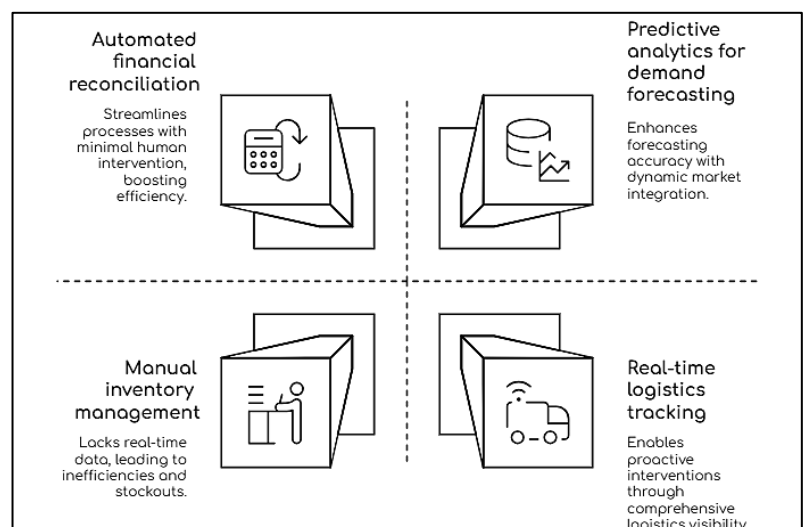 Automated
financial
reconciliation
Streamlines
processes with
minimal human
intervention,
boosting
efficiency.
Predictive
analytics for
demand
forecasting
Enhances
forecasting
accuracy with
dynamic market
integration.
Manual
inventory
management
Lacks real-time
data, leading to
inefficiencies and
stockouts.
Real-time
logistics
tracking
Enables
proactive
interventions
through
comprehensive
logistics visibility